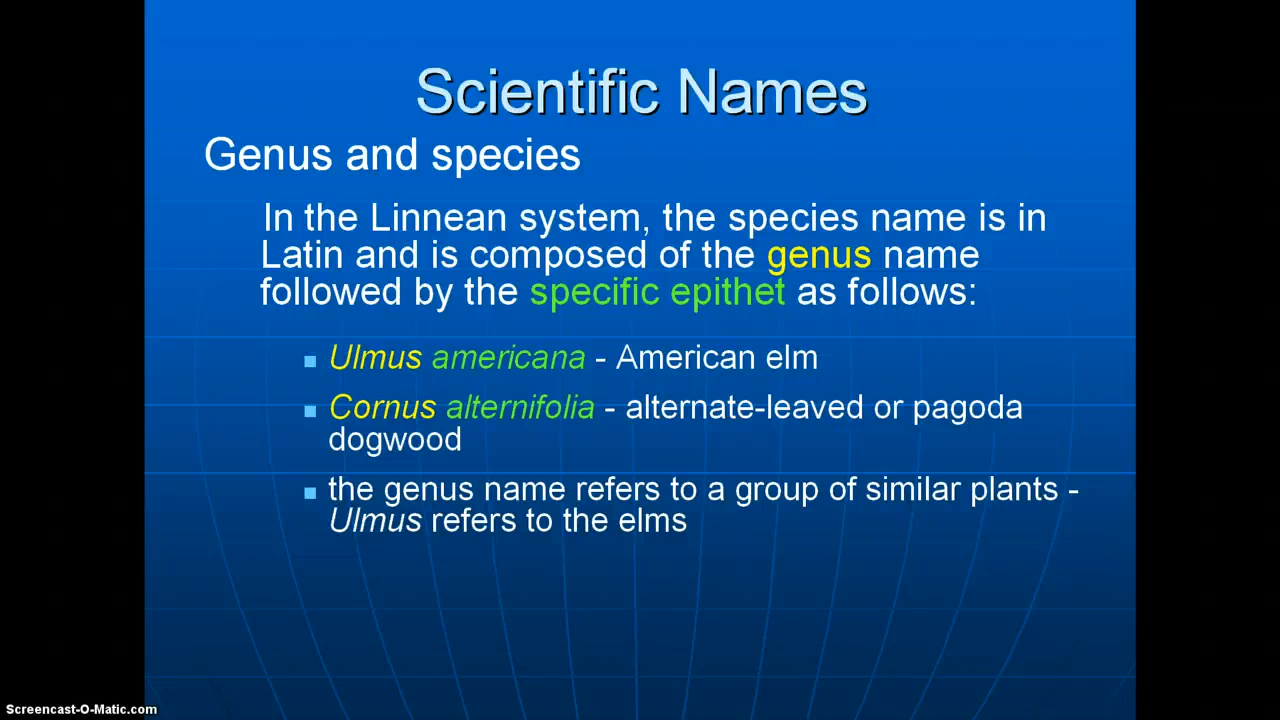 Scientific Names
Genus and species
In the Linnean system, the species name is in
Latin and is composed of the genus name
followed by the specific epithet as follows:
Ulmus americana - American elm
Cornus alternifolia - alternate-leaved or pagoda
dogwood
the genus name refers to a group of similar plants -
Ulmus refers to the elms
Screencast-O-Matic.com